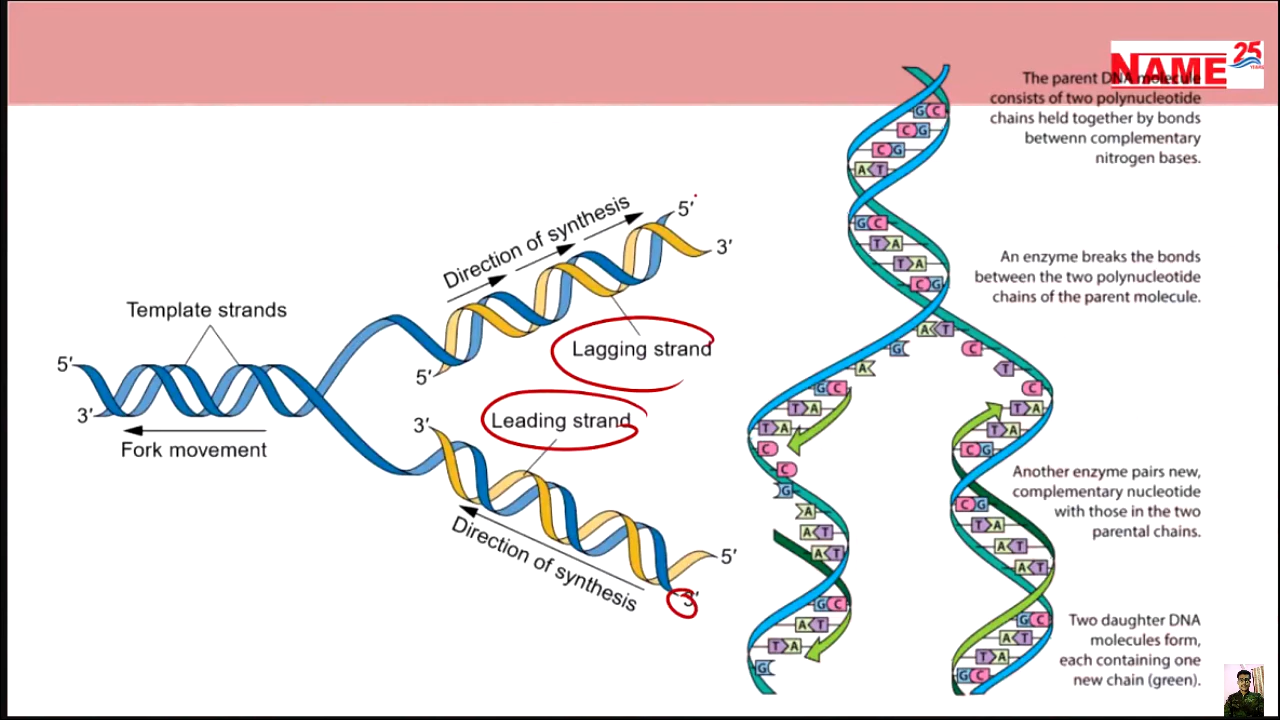 NAME 25
YEARS
The parent DNA molecule
consists of two polynucleotide
chains held together by bonds
betwenn complementary
nitrogen bases.
An enzyme breaks the bonds
between the two polynucleotide
chains of the parent molecule.
Another enzyme pairs new,
complementary nucleotide
with those in the two
parental chains.
Two daughter DNA
molecules form,
each containing one
new chain (green).
Direction of synthesis
5′
3′
Template strands
Lagging strand
5′
3′
5′
Fork movement
Leading strand
3′
Direction of synthesis
5′
3′
G C
C G
C G
A T
G C
T A
T A
C G
A T
G C
A T
G C C
T A T A
T A T A
C C G
C
G C G
A T A
A T A T
A T A T
G C G C
A T A T
T A T A
G G C